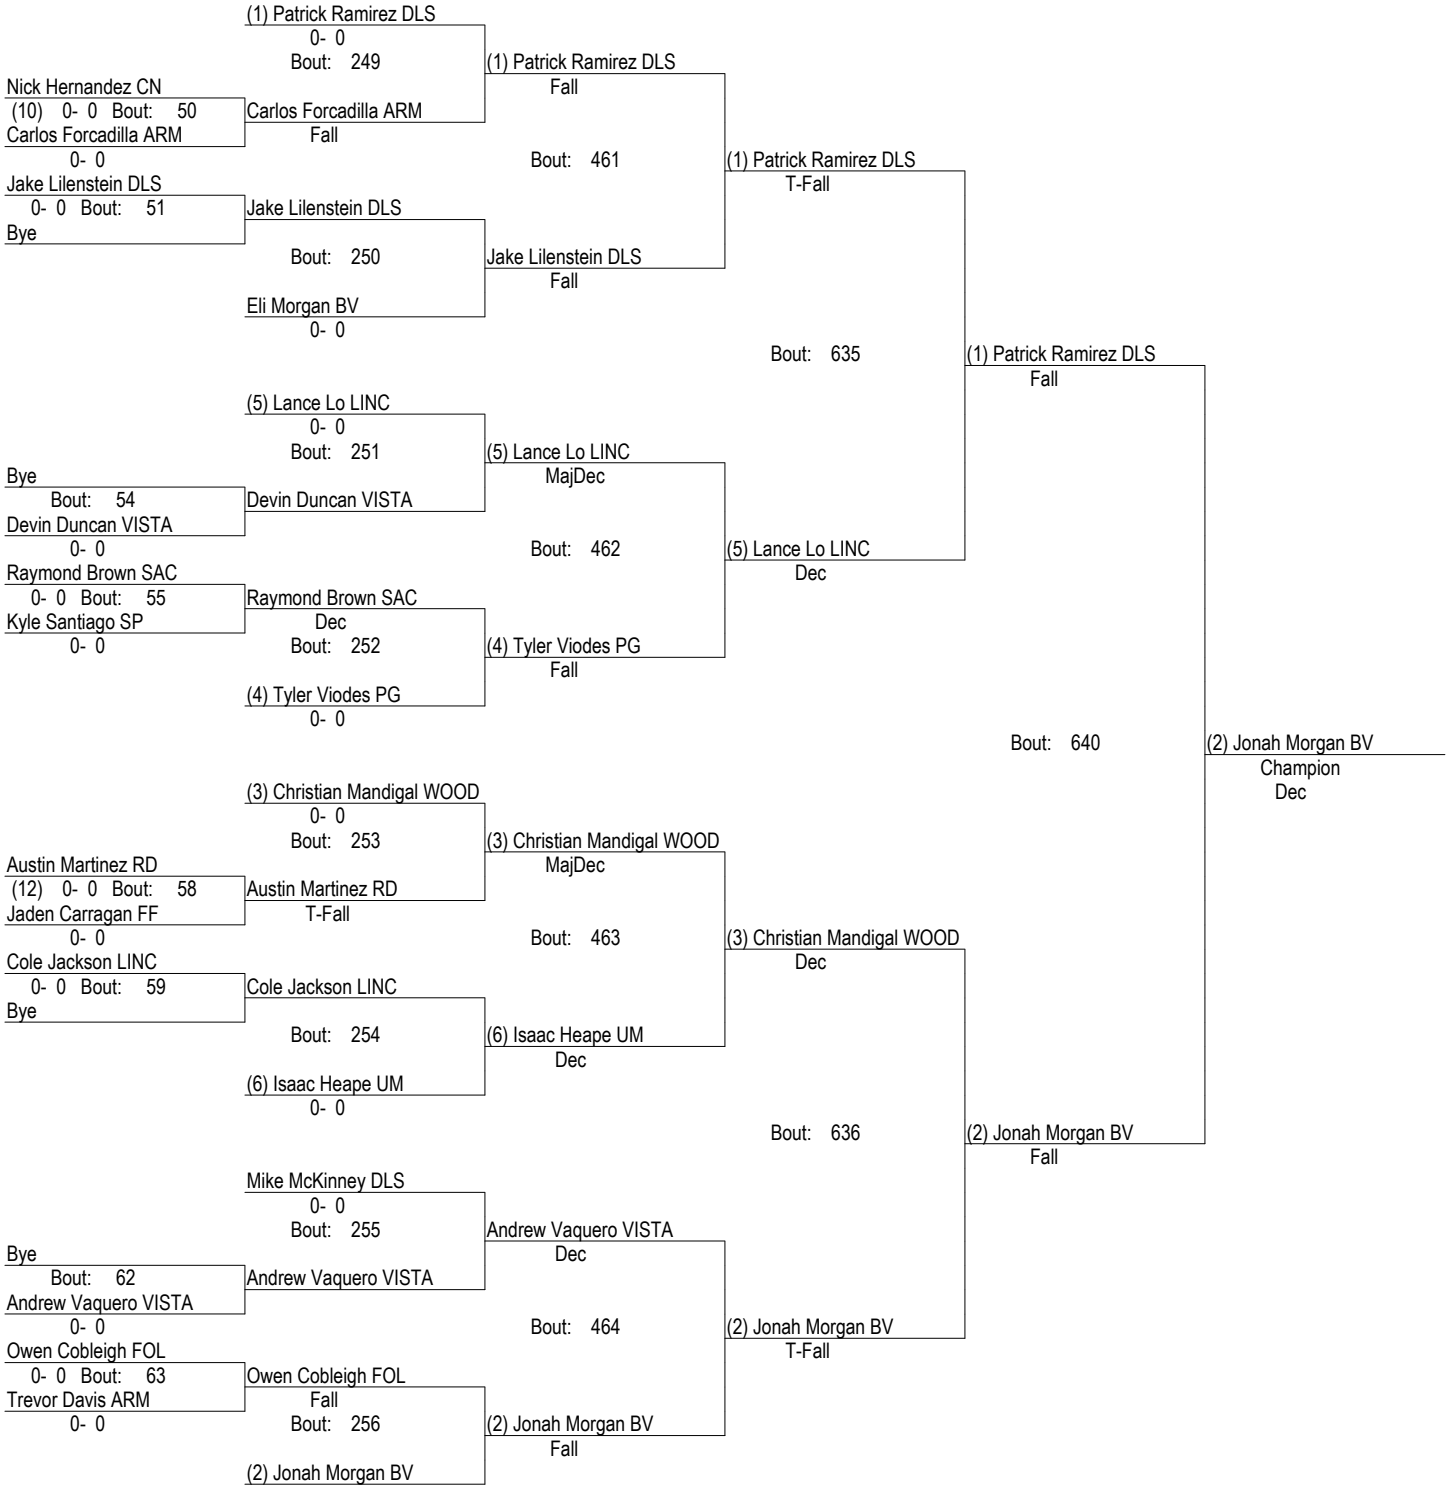 (1) Patrick Ramirez DLS
0- 0
Bout: 249
(1) Patrick Ramirez DLS
Fall
Nick Hernandez CN
(10) 0- 0 Bout: 50
Carlos Forcadilla ARM
Carlos Forcadilla ARM
Fall
0- 0
Bout: 461
(1) Patrick Ramirez DLS
T-Fall
Jake Lilenstein DLS
0- 0 Bout: 51
Jake Lilenstein DLS
Bye
Bout: 250
Jake Lilenstein DLS
Fall
Eli Morgan BV
0- 0
Bout: 635
(1) Patrick Ramirez DLS
Fall
(5) Lance Lo LINC
0- 0
Bout: 251
(5) Lance Lo LINC
MajDec
Bye
Bout: 54
Devin Duncan VISTA
Devin Duncan VISTA
0- 0
Bout: 462
(5) Lance Lo LINC
Dec
Raymond Brown SAC
0- 0 Bout: 55
Raymond Brown SAC
Kyle Santiago SP
Dec
0- 0
Bout: 252
(4) Tyler Viodes PG
Fall
(4) Tyler Viodes PG
0- 0
Bout: 640
(2) Jonah Morgan BV
Champion
Dec
(3) Christian Mandigal WOOD
0- 0
Bout: 253
(3) Christian Mandigal WOOD
MajDec
Austin Martinez RD
(12) 0- 0 Bout: 58
Austin Martinez RD
Jaden Carragan FF
T-Fall
0- 0
Bout: 463
(3) Christian Mandigal WOOD
Dec
Cole Jackson LINC
0- 0 Bout: 59
Cole Jackson LINC
Bye
Bout: 254
(6) Isaac Heape UM
Dec
(6) Isaac Heape UM
0- 0
Bout: 636
(2) Jonah Morgan BV
Fall
Mike McKinney DLS
0- 0
Bout: 255
Andrew Vaquero VISTA
Dec
Bye
Bout: 62
Andrew Vaquero VISTA
Andrew Vaquero VISTA
0- 0
Bout: 464
(2) Jonah Morgan BV
T-Fall
Owen Cobleigh FOL
0- 0 Bout: 63
Owen Cobleigh FOL
Trevor Davis ARM
Fall
0- 0
Bout: 256
(2) Jonah Morgan BV
Fall
(2) Jonah Morgan BV